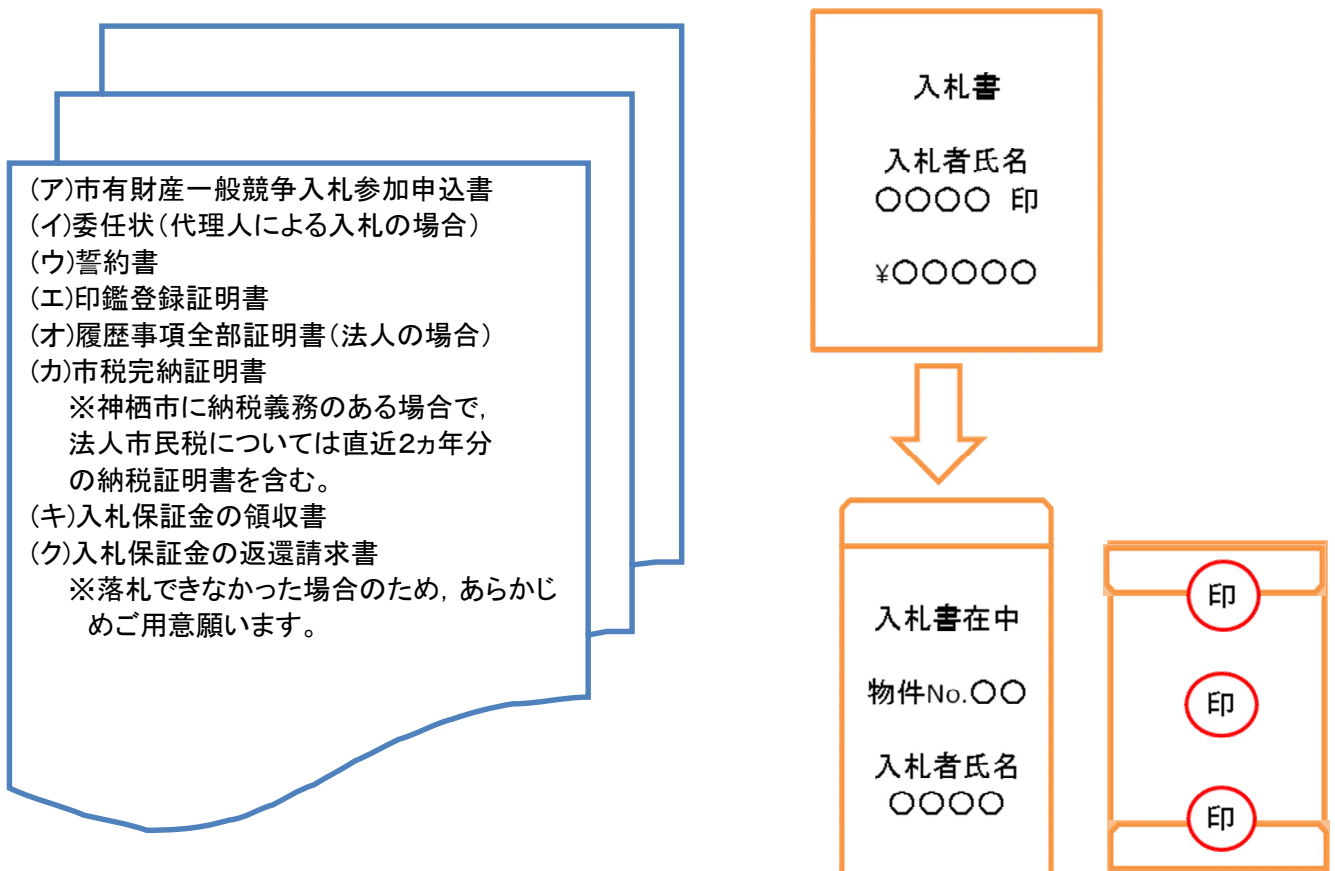 (ア)市有財産一般競争入札参加申込書
(イ)委任状(代理人による入札の場合)
(ウ)誓約書
(エ)印鑑登録証明書
(オ)履歴事項全部証明書(法人の場合)
(カ)市税完納証明書
※神栖市に納税義務のある場合で,
法人市民税については直近2ヵ年分
の納税証明書を含む。
(キ)入札保証金の領収書
(ク)入札保証金の返還請求書
※落札できなかった場合のため, あらかじ
めご用意願います。
入札書
入札者氏名
〇〇〇〇 印
¥〇〇〇〇〇
入札書在中
物件No.〇〇
入札者氏名
〇〇〇〇
印
印
印